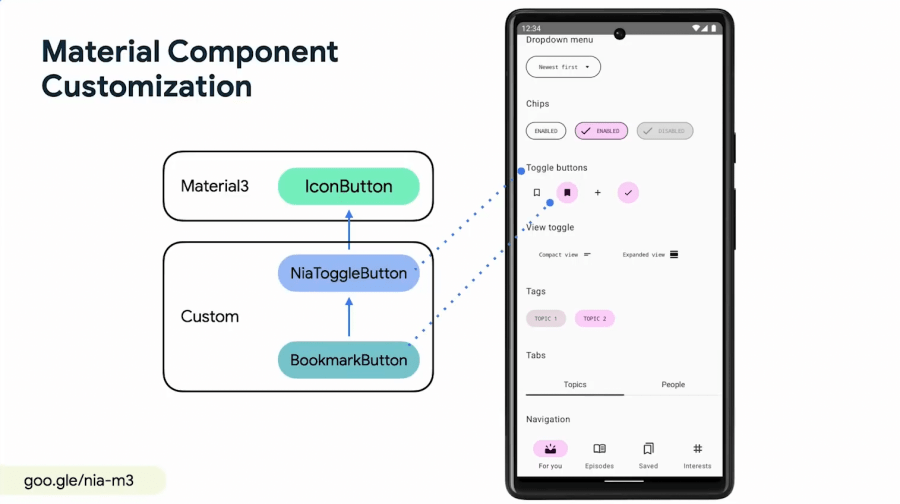 Material Component
Customization
Material3
IconButton
Custom
NiaToggleButton
BookmarkButton
goo.gle/nia-m3
12:34
Dropdown menu
Newest first
Chips
ENABLED
ENABLED
DISABLED
Toggle buttons
View toggle
Compact view
Expanded view
Tags
TOPIC 1
TOPIC 2
Tabs
Topics
People
Navigation
For you
Episodes
Saved
Interests